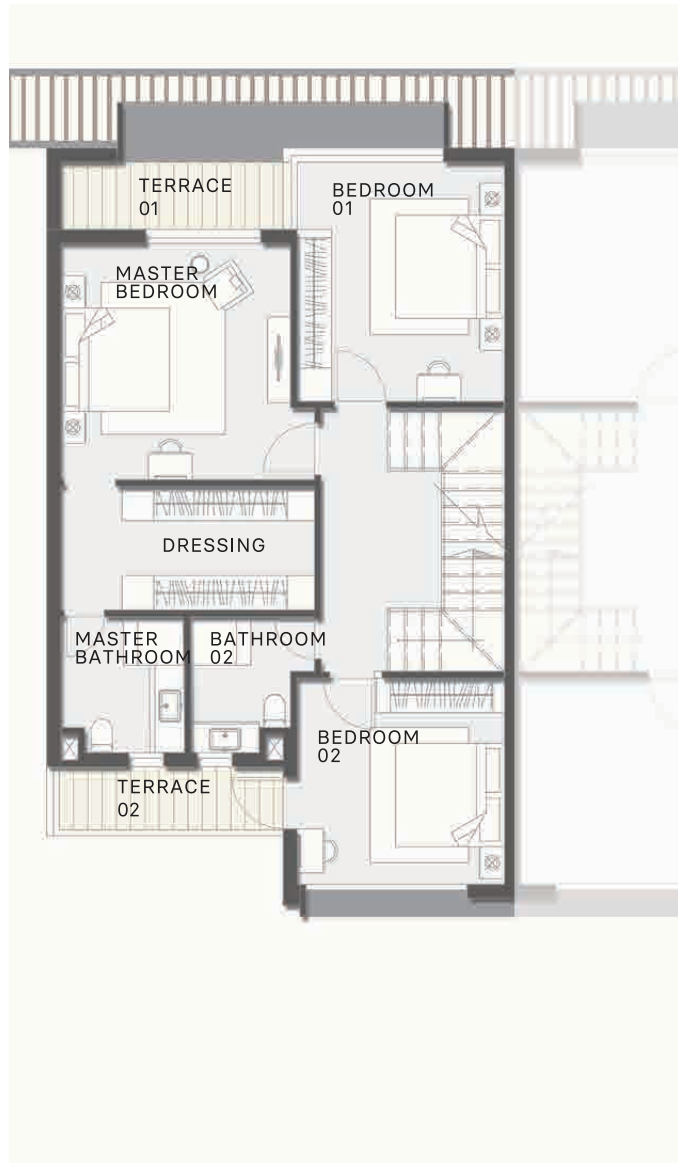 TERRACE
01
BEDROOM
01
MASTER
BEDROOM
DRESSING
MASTER
BATHROOM
BATHROOM
02
BEDROOM
02
TERRACE
02